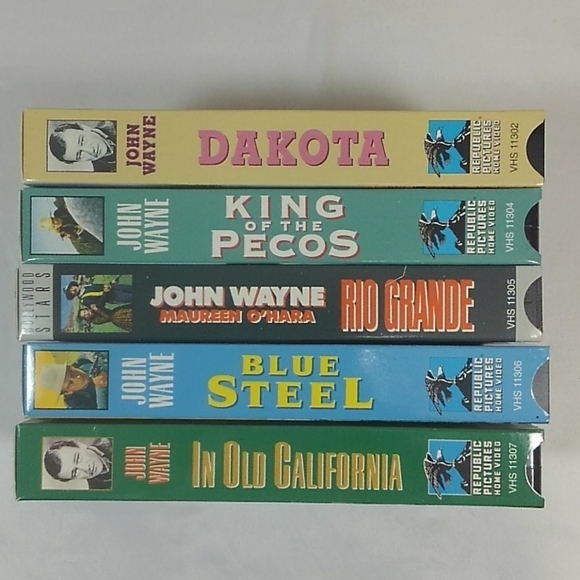 JOHN
WAYNE
DAKOTA
REPUBLIC
PICTURES
HOME VIDEO
VHS 11302
JOHN
WAYNE
KING
OF THE
PECOS
REPUBLIC
PICTURES
HOME VIDEO
VHS 11304
HOLLYWOOD
STARS
JOHN WAYNE
MAUREEN O'HARA
RIO GRANDE
VHS 11305
JOHN
WAYNE
BLUE
STEEL
REPUBLIC
PICTURES
HOME VIDEO
VHS 11306
JOHN
WAYNE
IN OLD CALIFORNIA
REPUBLIC
PICTURES
HOME VIDEO
VHS 11307